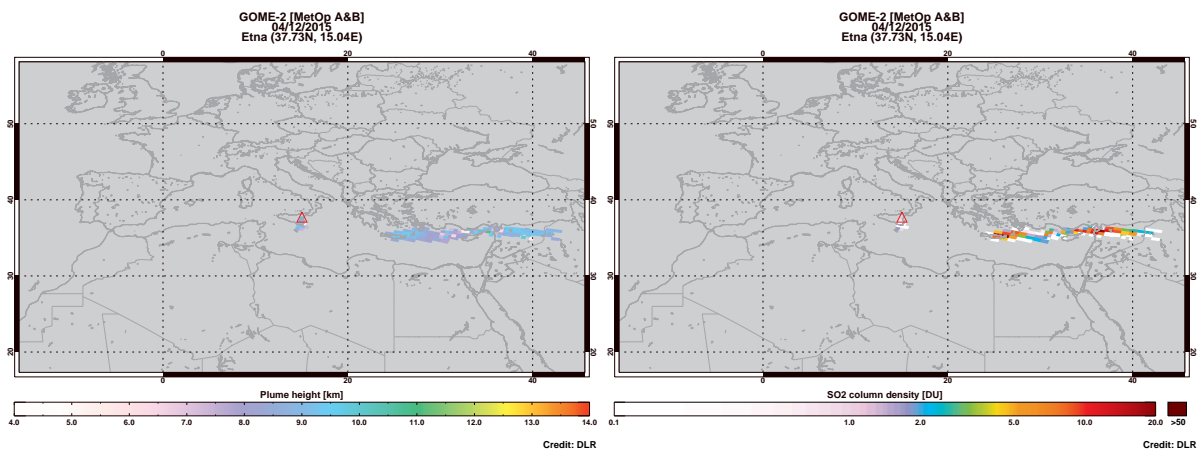 GOME-2 [MetOp A&B]
04/12/2015
Etna (37.73N, 15.04E)
0 20 40
50 50
40 40
30 30
20 20
0 20 40
Plume height [km]
4.0 5.0 6.0 7.0 8.0 9.0 10.0 11.0 12.0 13.0 14.0
Credit: DLR
GOME-2 [MetOp A&B]
04/12/2015
Etna (37.73N, 15.04E)
0 20 40
50 50
40 40
30 30
20 20
0 20 40
SO2 column density [DU]
0.1 1.0 2.0 5.0 10.0 20.0 >50
Credit: DLR